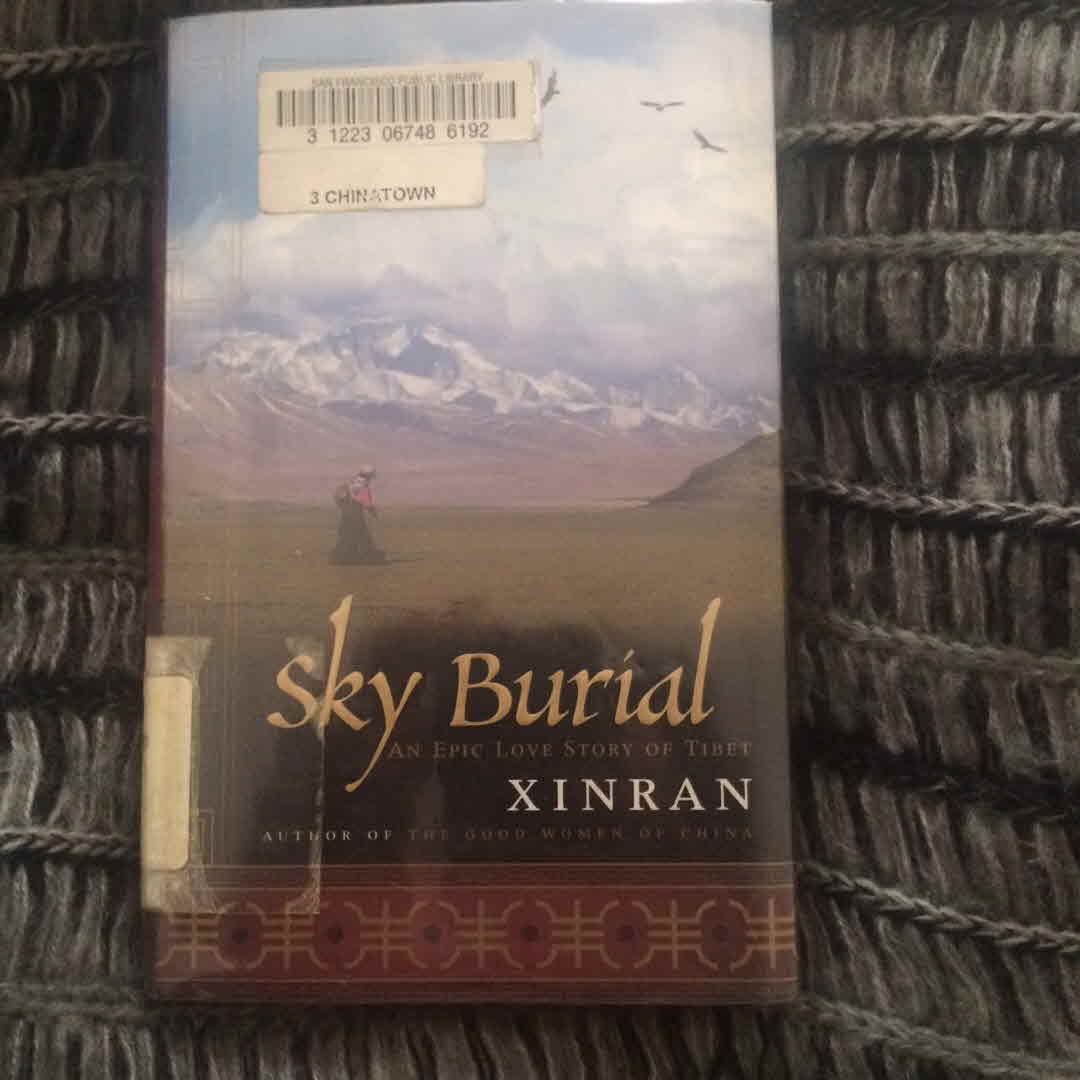 SAN FRANCISCO PUBLIC LIBRARY
3 1223 06748 6192
3 CHINATOWN
Sky Burial
AN EPIC LOVE STORY OF TIBET
XINRAN
AUTHOR OF THE GOOD WOMEN OF CHINA